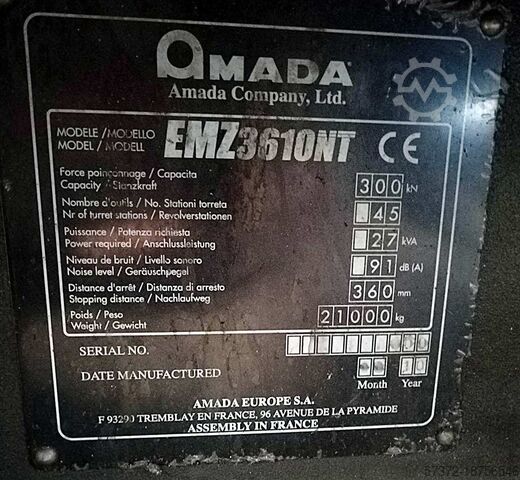 AMADA
Amada Company, Ltd.
MODELE / MODELLO
MODEL / MODELL
EMZ3610NT CE
Force poinçonnage / Capacita
Capacity / Stanzkraft
300 kN
Nombre d'outils / No. Stationi torreta
Nr of turret stations / Revolverstationen
45
Puissance / Potenza richiesta
Power required / Anschlussleistung
27 kVA
Niveau de bruit / Livello sonoro
Noise level / Geräuschpegel
91 dB (A)
Distance d'arrêt / Distanza di arresto
Stopping distance / Nachlaufweg
360 mm
Poids / Peso
Weight / Gewicht
21000 kg
SERIAL NO.
DATE MANUFACTURED
Month Year
AMADA EUROPE S.A.
F 93290 TREMBLAY EN FRANCE, 96 AVENUE DE LA PYRAMIDE
ASSEMBLY IN FRANCE